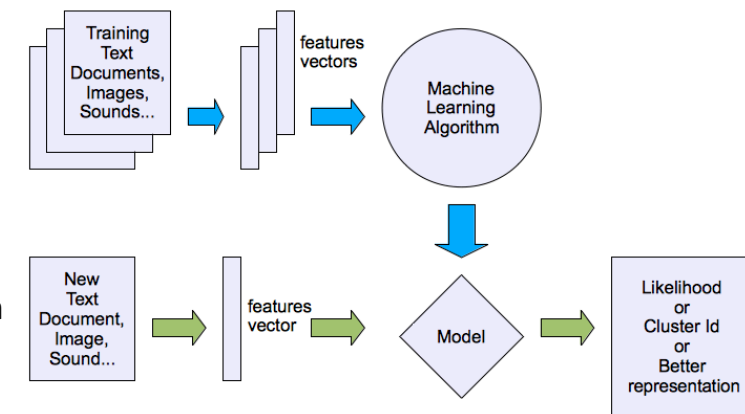 Training
Text
Documents,
Images,
Sounds...
features
vectors
Machine
Learning
Algorithm
New
Text
Document,
Image,
Sound...
features
vector
Model
Likelihood
or
Cluster Id
or
Better
representation